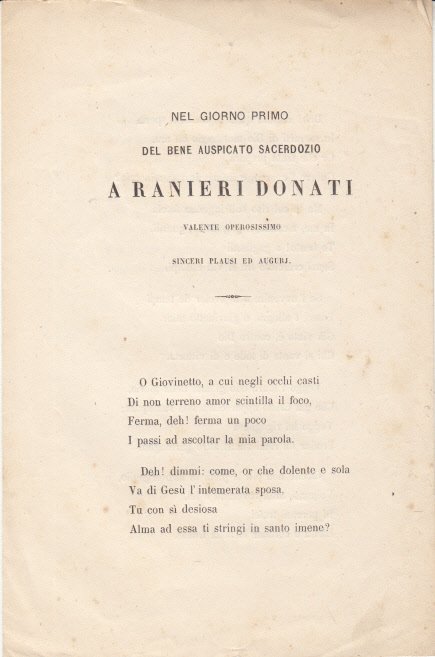 NEL GIORNO PRIMO
DEL BENE AUSPICATO SACERDOZIO
A RANIERI DONATI
VALENTE OPEROSISSIMO
SINCERI PLAUSI ED AUGURJ.
O Giovinetto, a cui negli occhi casti
Di non terreno amor scintilla il foco,
Ferma, deh! ferma un poco
I passi ad ascoltar la mia parola.
Deh! dimmi: come, or che dolente e sola
Va di Gesù l'intemerata sposa,
Tu con sì desiosa
Alma ad essa ti stringi in santo imene?